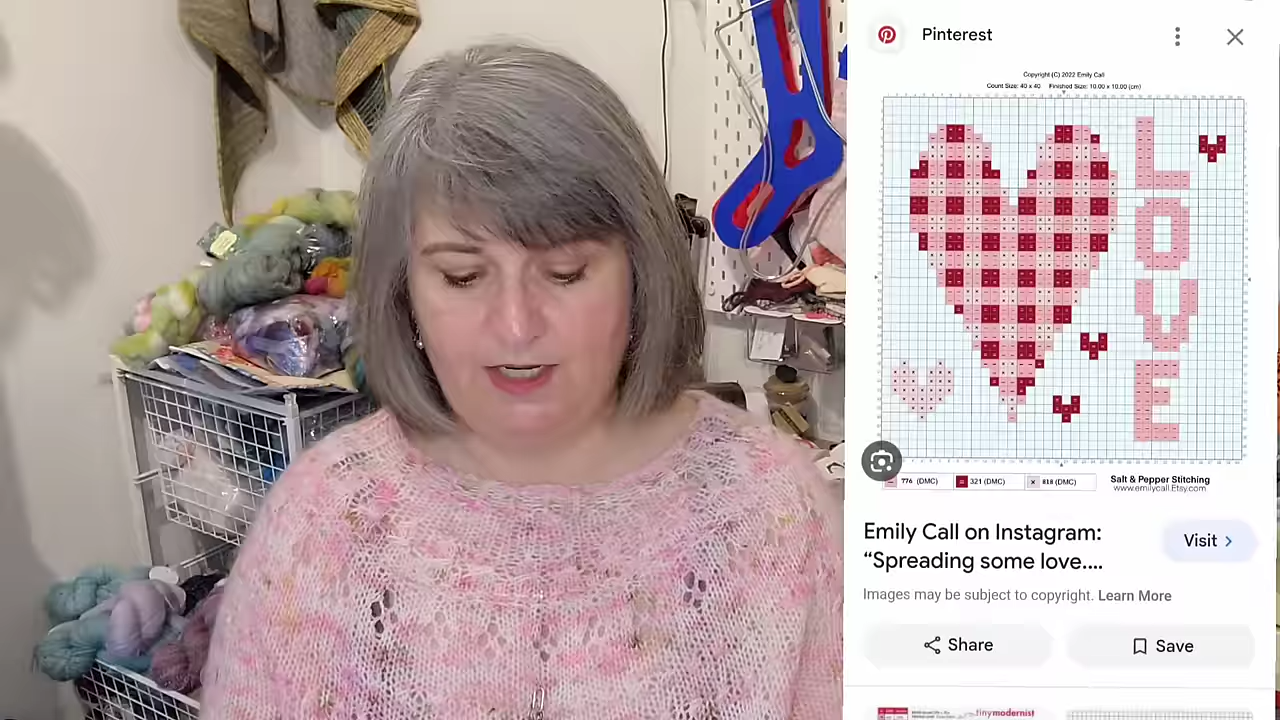 Pinterest
Copyright (C) 2022 Emily Call
Count Size: 40 x 40 Finished Size: 10.00 x 10.00 (cm)
LOVE
776 (DMC)
321 (DMC)
818 (DMC)
Salt & Pepper Stitching
www.emilycall.Etsy.com
Emily Call on Instagram:
“Spreading some love....
Visit
Images may be subject to copyright. Learn More
Share
Save
tinymodernist